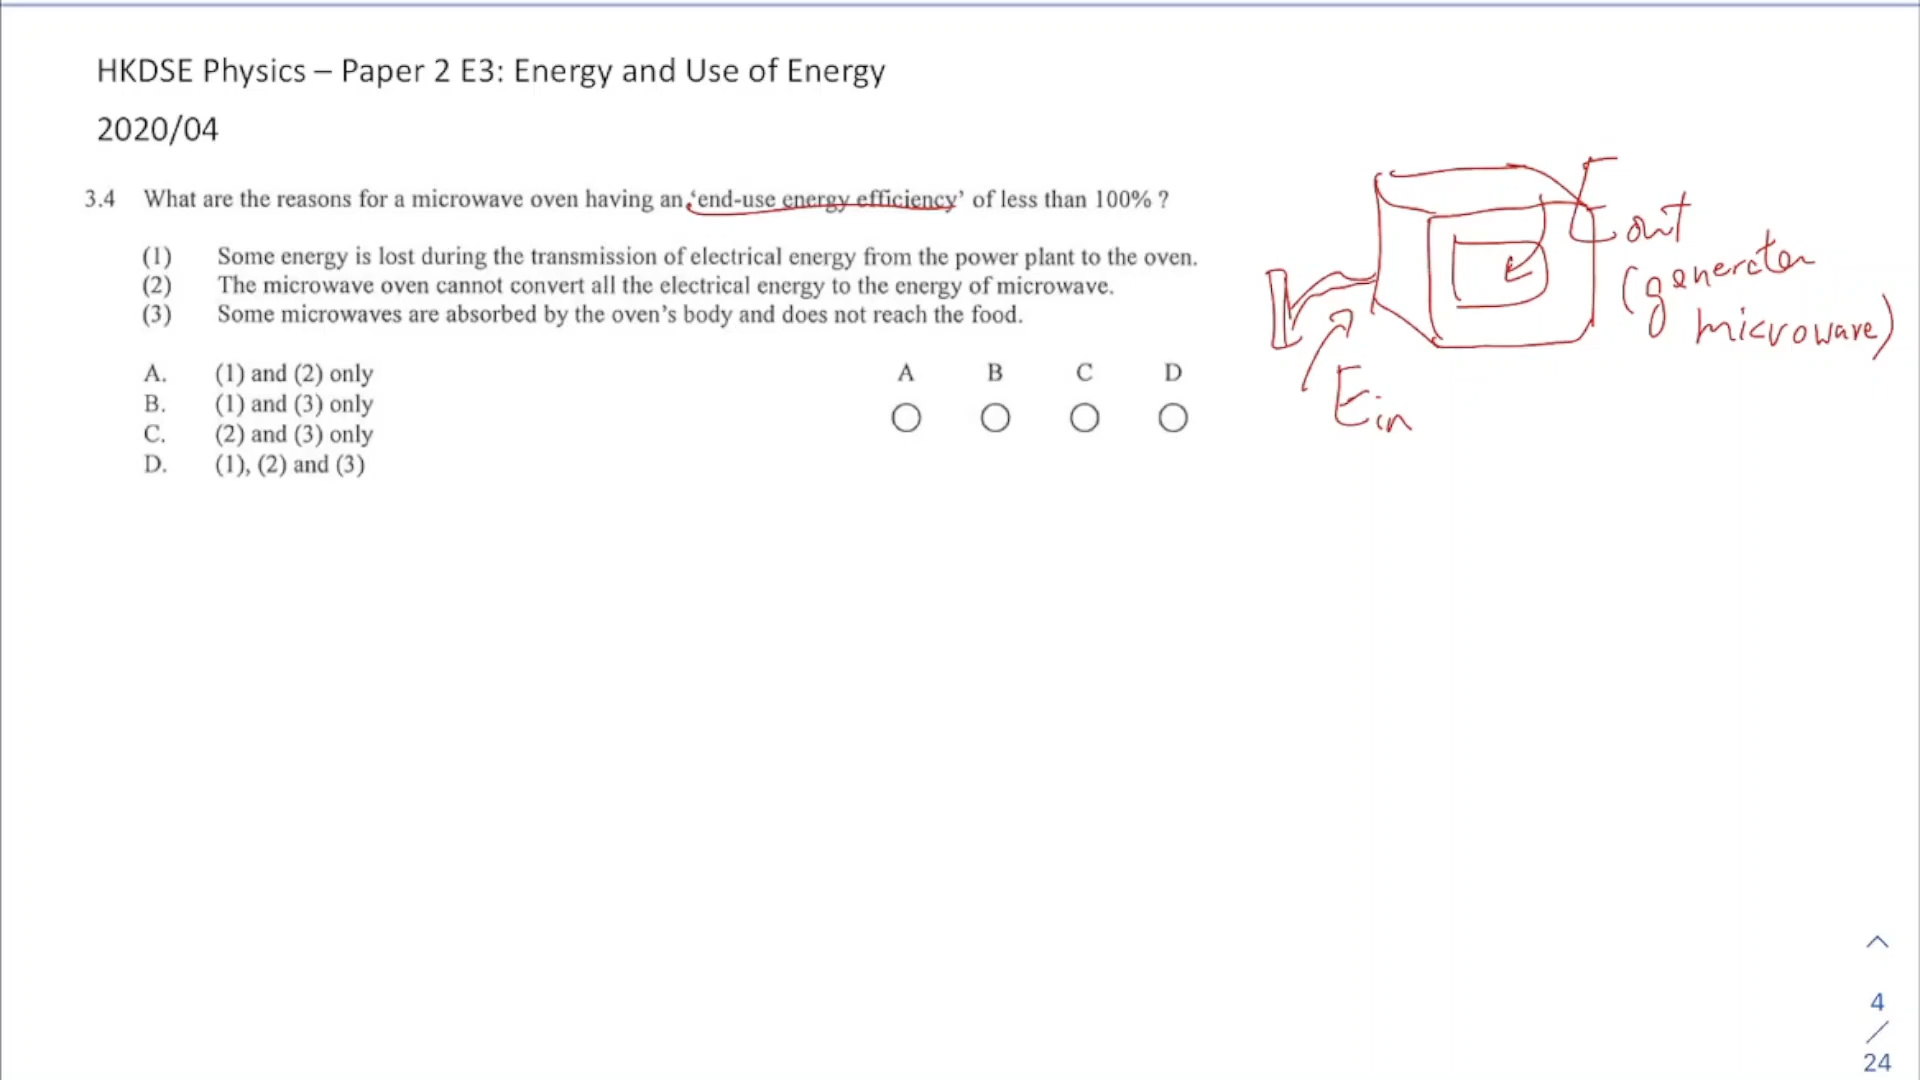 HKDSE Physics – Paper 2 E3: Energy and Use of Energy
2020/04
3.4 What are the reasons for a microwave oven having an 'end-use energy efficiency' of less than 100% ?
(1) Some energy is lost during the transmission of electrical energy from the power plant to the oven.
(2) The microwave oven cannot convert all the electrical energy to the energy of microwave.
(3) Some microwaves are absorbed by the oven's body and does not reach the food.
A. (1) and (2) only
B. (1) and (3) only
C. (2) and (3) only
D. (1), (2) and (3)
A B C D
E out
(generater
microwave)
E in
4
/
24